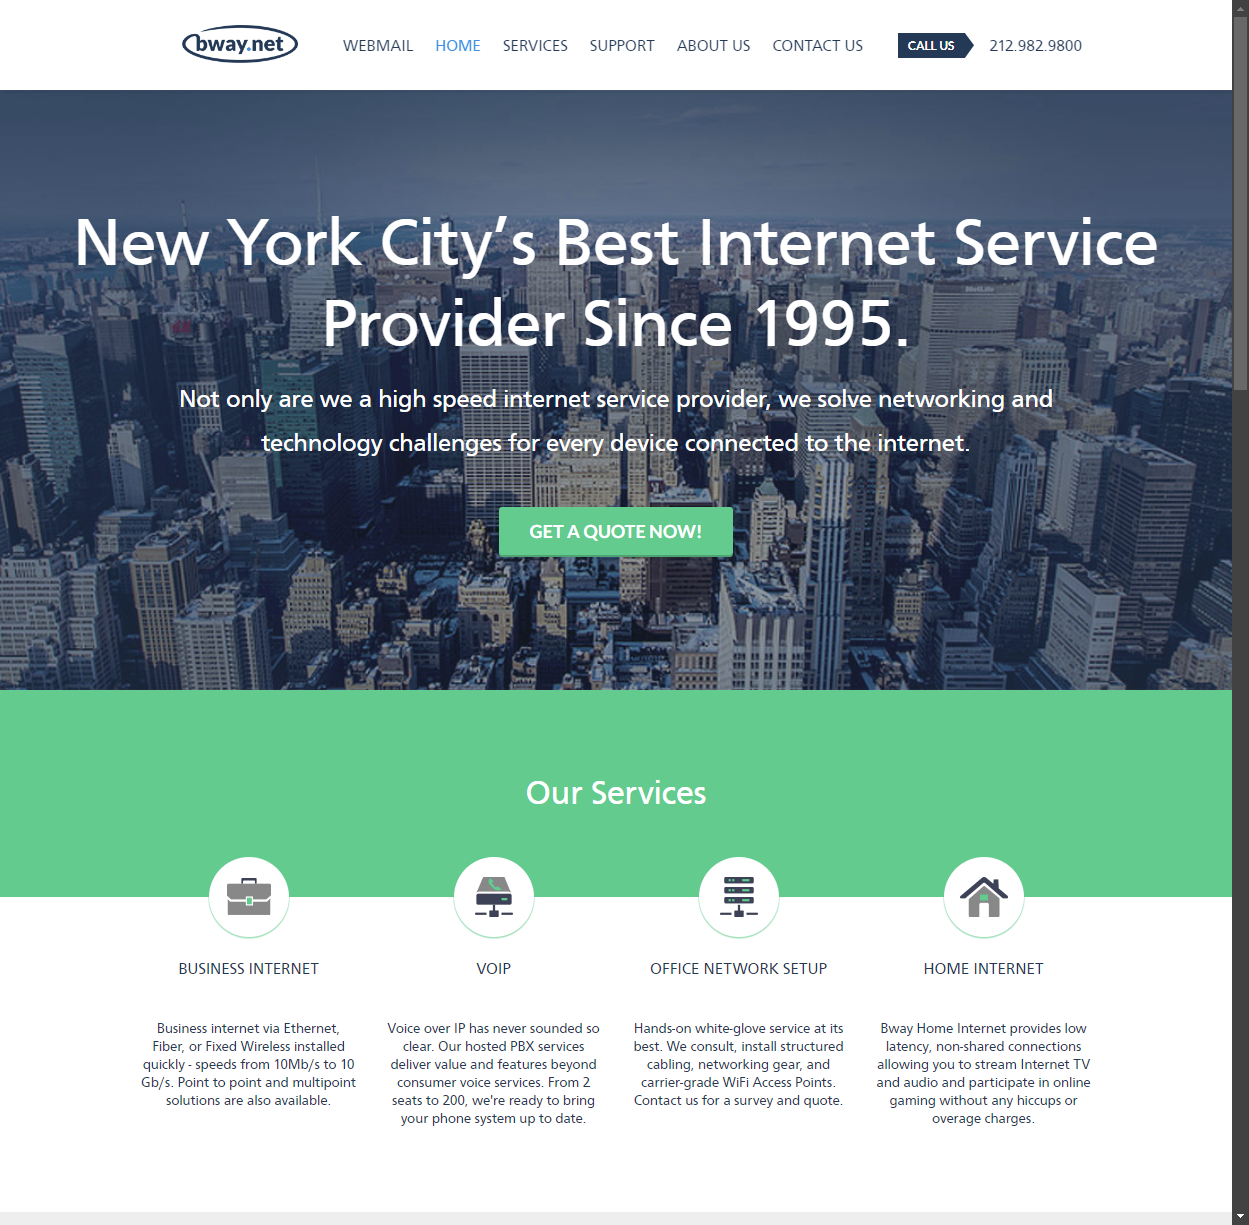 bway.net
WEBMAIL HOME SERVICES SUPPORT ABOUT US CONTACT US CALL US 212.982.9800
New York City’s Best Internet Service
Provider Since 1995.
Not only are we a high speed internet service provider, we solve networking and
technology challenges for every device connected to the internet.
GET A QUOTE NOW!
MetLife
Our Services
BUSINESS INTERNET
Business internet via Ethernet,
Fiber, or Fixed Wireless installed
quickly - speeds from 10Mb/s to 10
Gb/s. Point to point and multipoint
solutions are also available.
VOIP
Voice over IP has never sounded so
clear. Our hosted PBX services
deliver value and features beyond
consumer voice services. From 2
seats to 200, we're ready to bring
your phone system up to date.
OFFICE NETWORK SETUP
Hands-on white-glove service at its
best. We consult, install structured
cabling, networking gear, and
carrier-grade WiFi Access Points.
Contact us for a survey and quote.
HOME INTERNET
Bway Home Internet provides low
latency, non-shared connections
allowing you to stream Internet TV
and audio and participate in online
gaming without any hiccups or
overage charges.